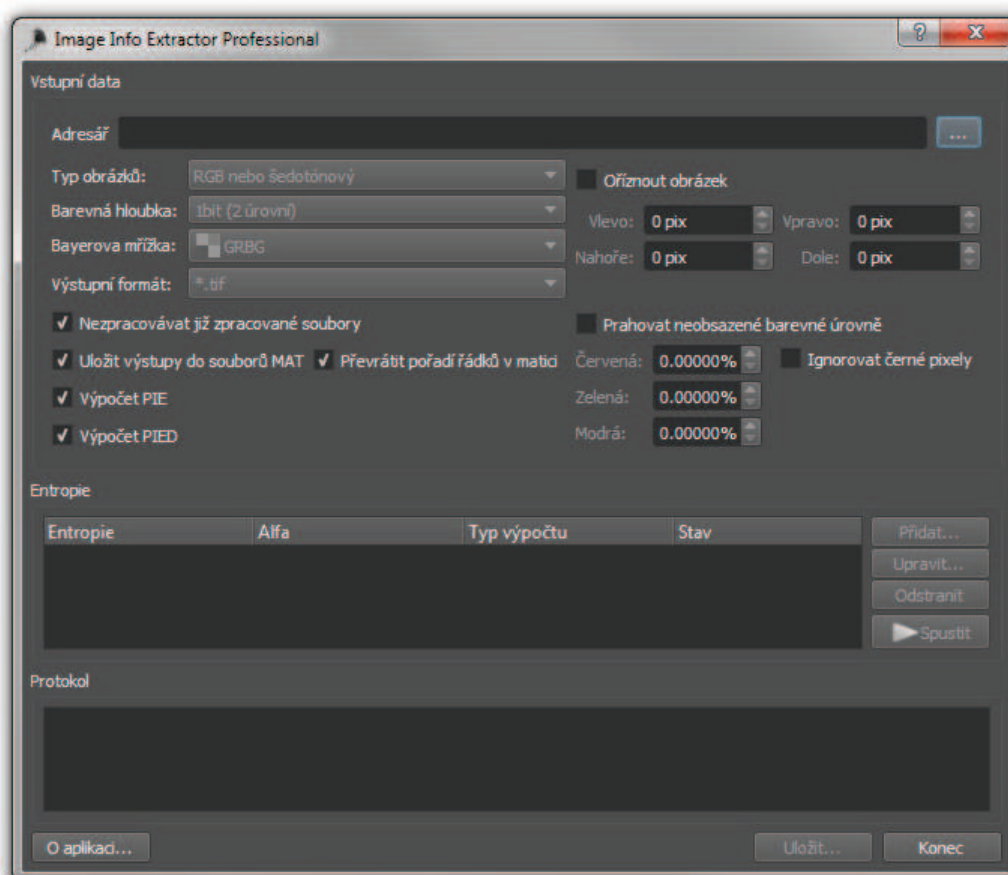 Image Info Extractor Professional
?
Vstupní data
Adresář
...
Typ obrázků: RGB nebo šedotónový
Barevná hloubka: 1bit (2 úrovní)
Bayerova mřížka: GRBG
Výstupní formát: *.tif
Oříznout obrázek
Vlevo: 0 pix Vpravo: 0 pix
Nahoře: 0 pix Dole: 0 pix
Nezpracovávat již zpracované soubory
Uložit výstupy do souborů MAT Převrátit pořadí řádků v matici
Výpočet PIE
Výpočet PIED
Prahovat neobsazené barevné úrovně
Červená: 0.00000% Ignorovat černé pixely
Zelená: 0.00000%
Modrá: 0.00000%
Entropie
Entropie Alfa Typ výpočtu Stav
Přidat...
Upravit...
Odstranit
Spustit
Protokol
O aplikaci... Uložit... Konec